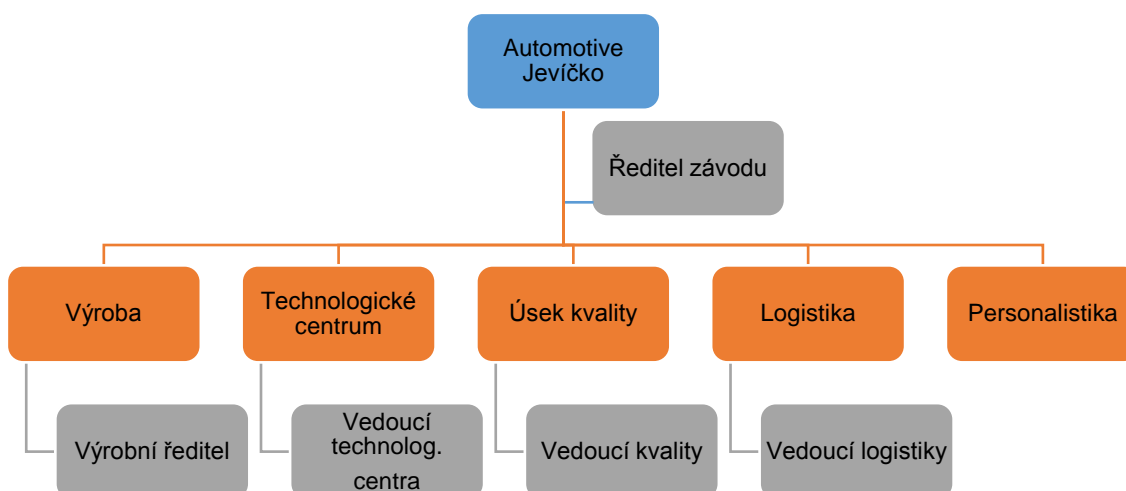 Automotive
Jevíčko
Ředitel závodu
Výroba
Technologické
centrum
Úsek kvality
Logistika
Personalistika
Výrobní ředitel
Vedoucí
technolog.
centra
Vedoucí kvality
Vedoucí logistiky